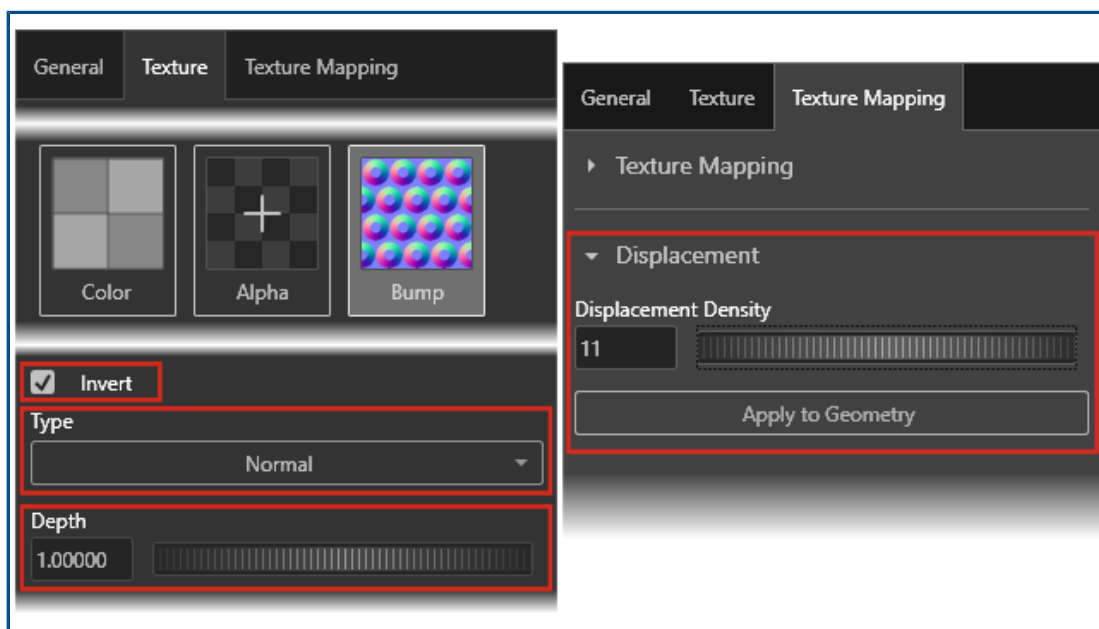 General Texture Texture Mapping
Color Alpha Bump
Invert
Type
Normal
Depth
1.00000
General Texture Texture Mapping
Texture Mapping
Displacement
Displacement Density
11
Apply to Geometry